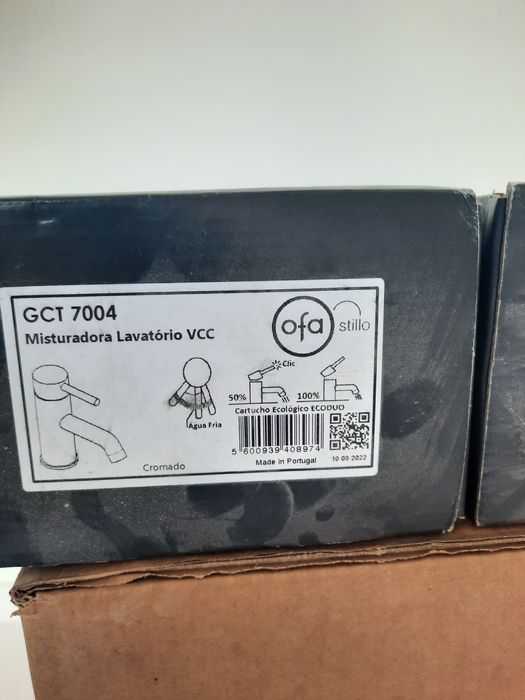 GCT 7004
Misturadora Lavatório VCC
ofa
stillo
Clic
50%
100%
Água Fria
Cartucho Ecológico ECODUO
5 600939 408974
Cromado
Made in Portugal
10-08-2022